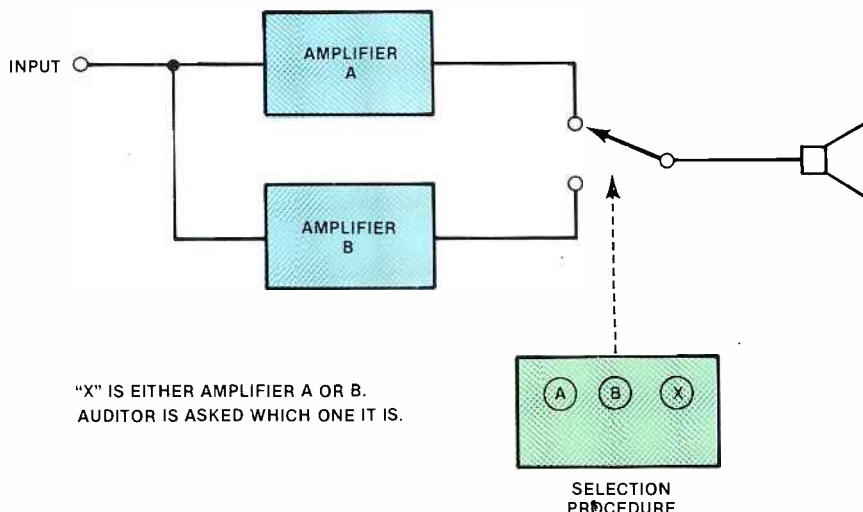 INPUT
AMPLIFIER
A
AMPLIFIER
B
"X" IS EITHER AMPLIFIER A OR B.
AUDITOR IS ASKED WHICH ONE IT IS.
A B X
SELECTION
PROCEDURE